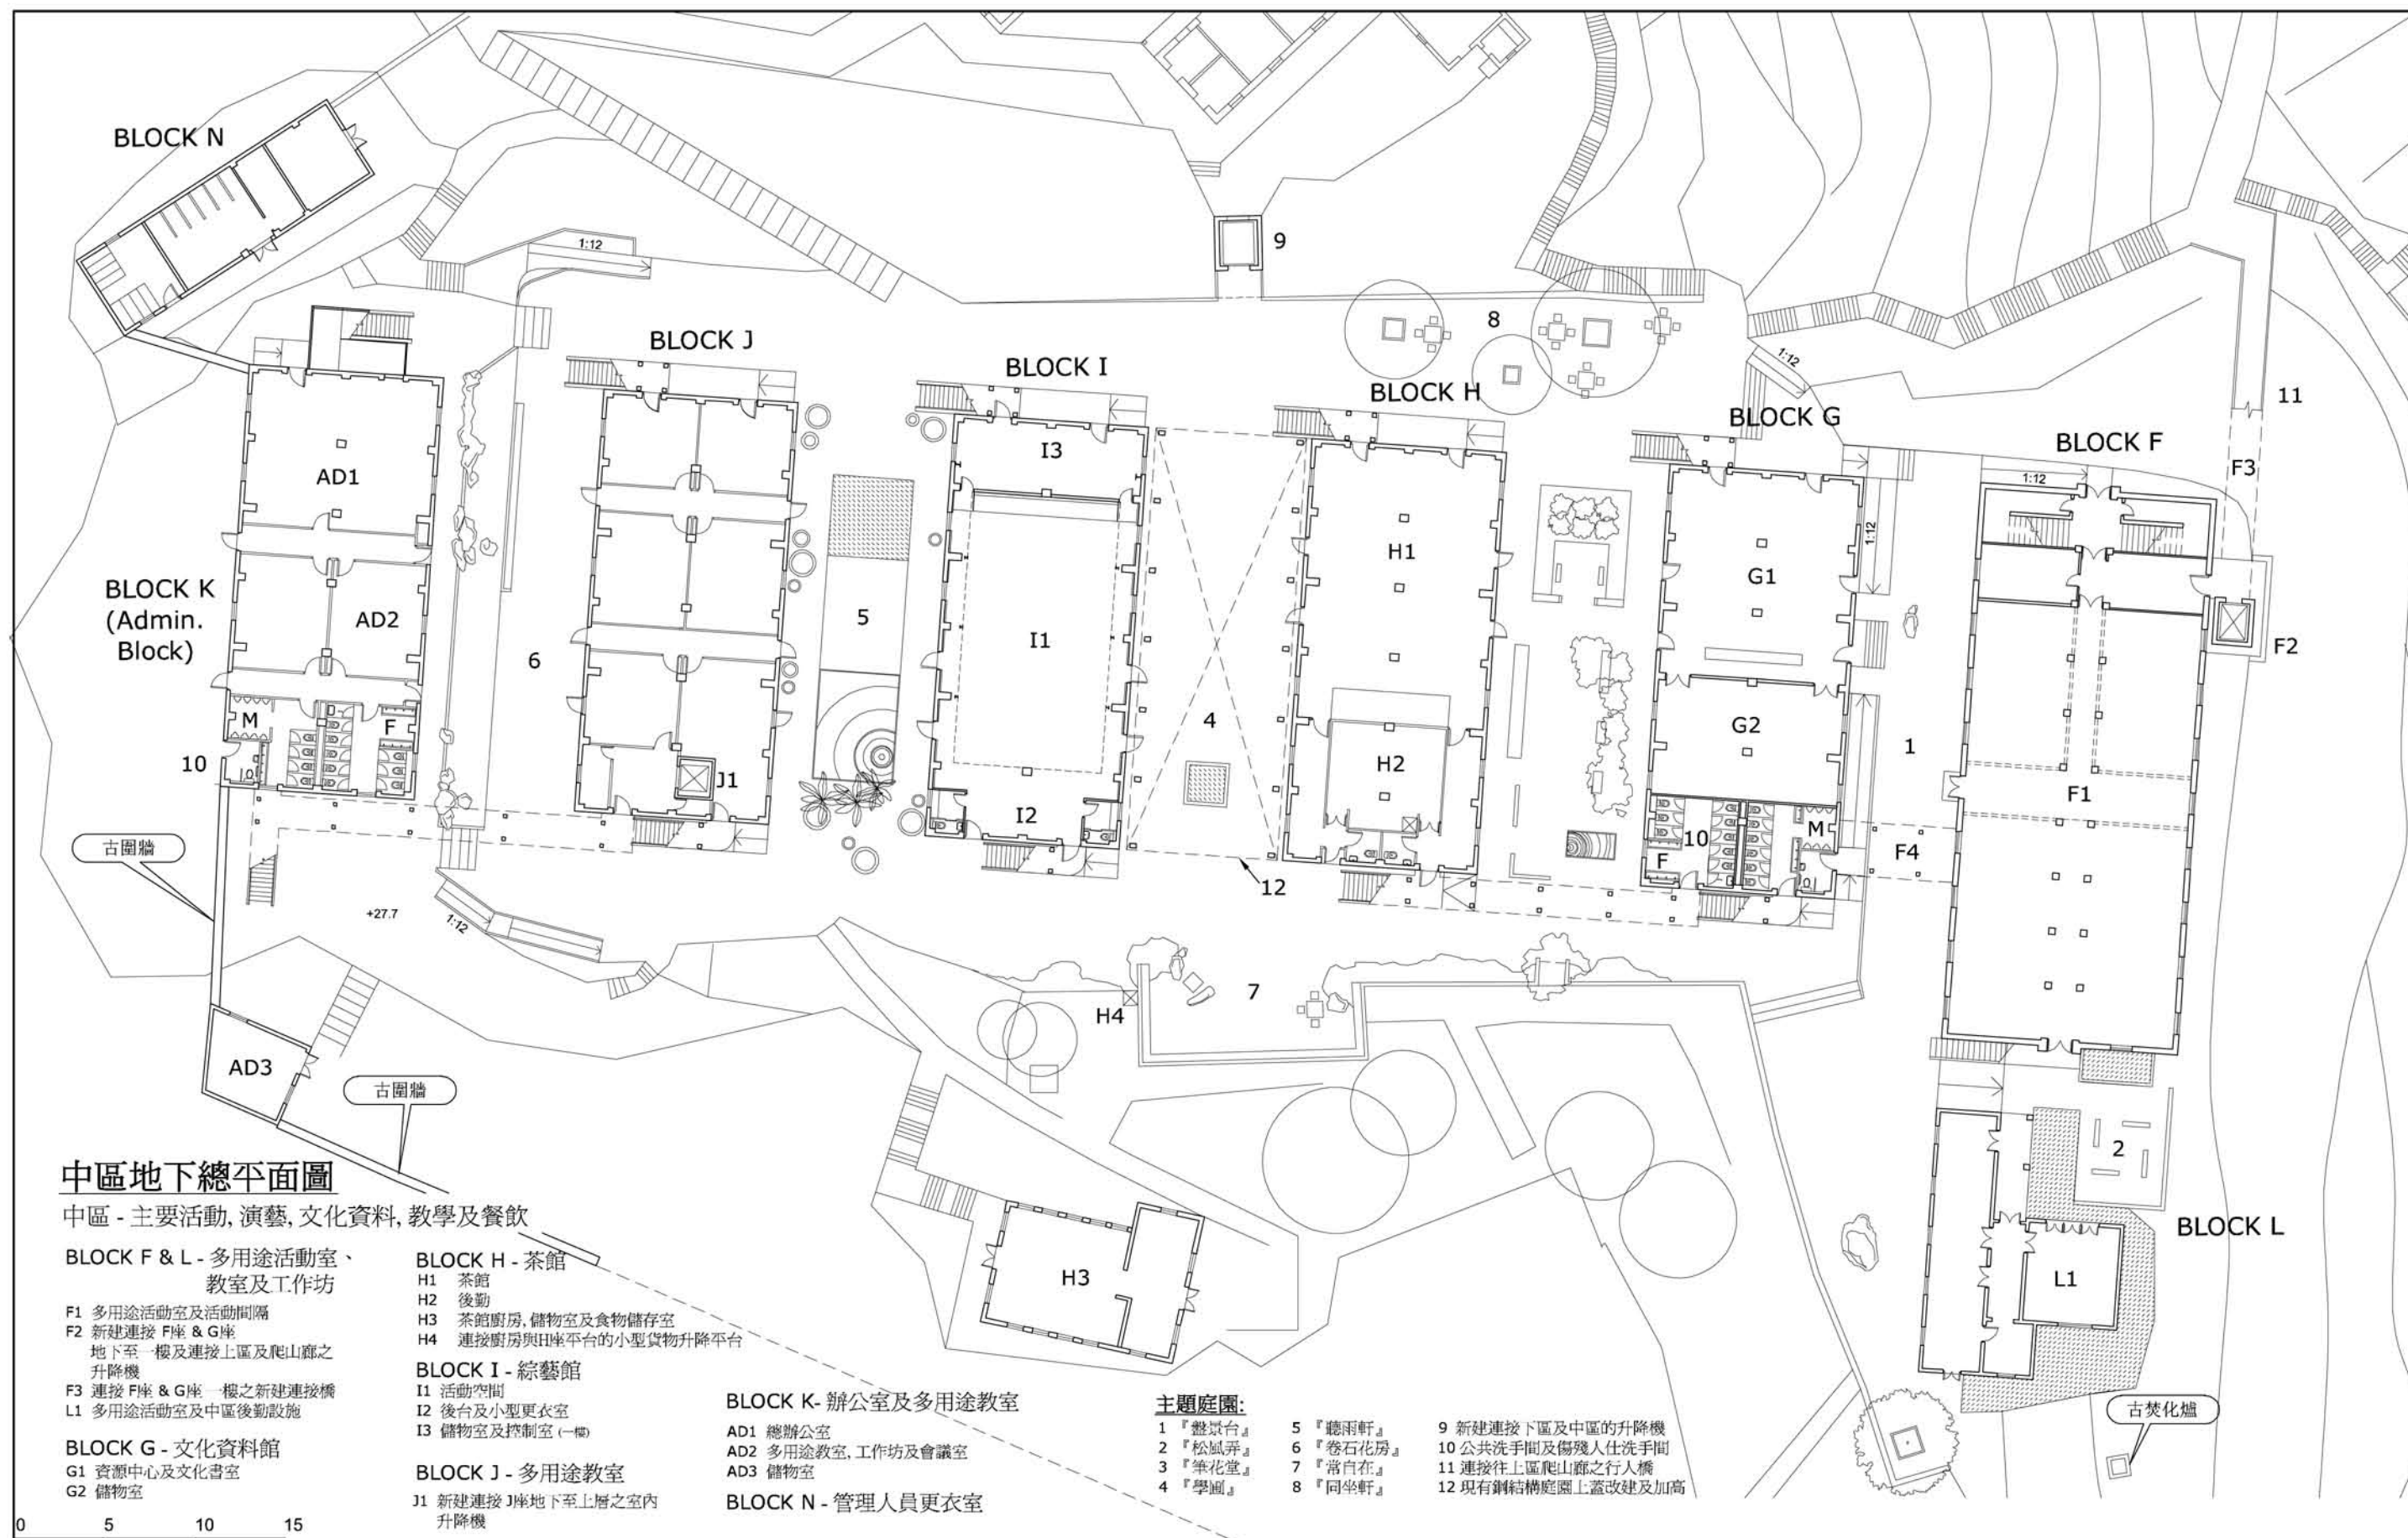 BLOCK N
1:12
9
BLOCK J
BLOCK I
8
BLOCK H
1:12
BLOCK G
11
BLOCK F
F3
1:12
I3
AD1
H1
1:12
G1
BLOCK K
(Admin.
Block)
AD2
5
I1
F2
6
4
G2
1
M
F
10
J1
H2
F1
I2
10
M
F
F4
古圍牆
12
+27.7
1:12
7
H4
AD3
古圍牆
2
BLOCK L
H3
L1
古焚化爐
中區地下總平面圖
中區 - 主要活動, 演藝, 文化資料, 教學及餐飲
BLOCK F & L - 多用途活動室、
教室及工作坊
F1 多用途活動室及活動間隔
F2 新建連接 F座 & G座
地下至一樓及連接上區及爬山廊之
升降機
F3 連接 F座 & G座 一樓之新建連接橋
L1 多用途活動室及中區後勤設施
BLOCK G - 文化資料館
G1 資源中心及文化書室
G2 儲物室
BLOCK H - 茶館
H1 茶館
H2 後勤
H3 茶館廚房, 儲物室及食物儲存室
H4 連接廚房與H座平台的小型貨物升降平台
BLOCK I - 綜藝館
I1 活動空間
I2 後台及小型更衣室
I3 儲物室及控制室 (一樓)
BLOCK J - 多用途教室
J1 新建連接 J座地下至上層之室內
升降機
BLOCK K- 辦公室及多用途教室
AD1 總辦公室
AD2 多用途教室, 工作坊及會議室
AD3 儲物室
BLOCK N - 管理人員更衣室
主題庭園:
1 『盤景台』
2 『松風弄』
3 『筆花堂』
4 『學圃』
5 『聽雨軒』
6 『卷石花房』
7 『常自在』
8 『同坐軒』
9 新建連接下區及中區的升降機
10 公共洗手間及傷殘人仕洗手間
11 連接往上區爬山廊之行人橋
12 現有鋼結構庭園上蓋改建及加高
0 5 10 15